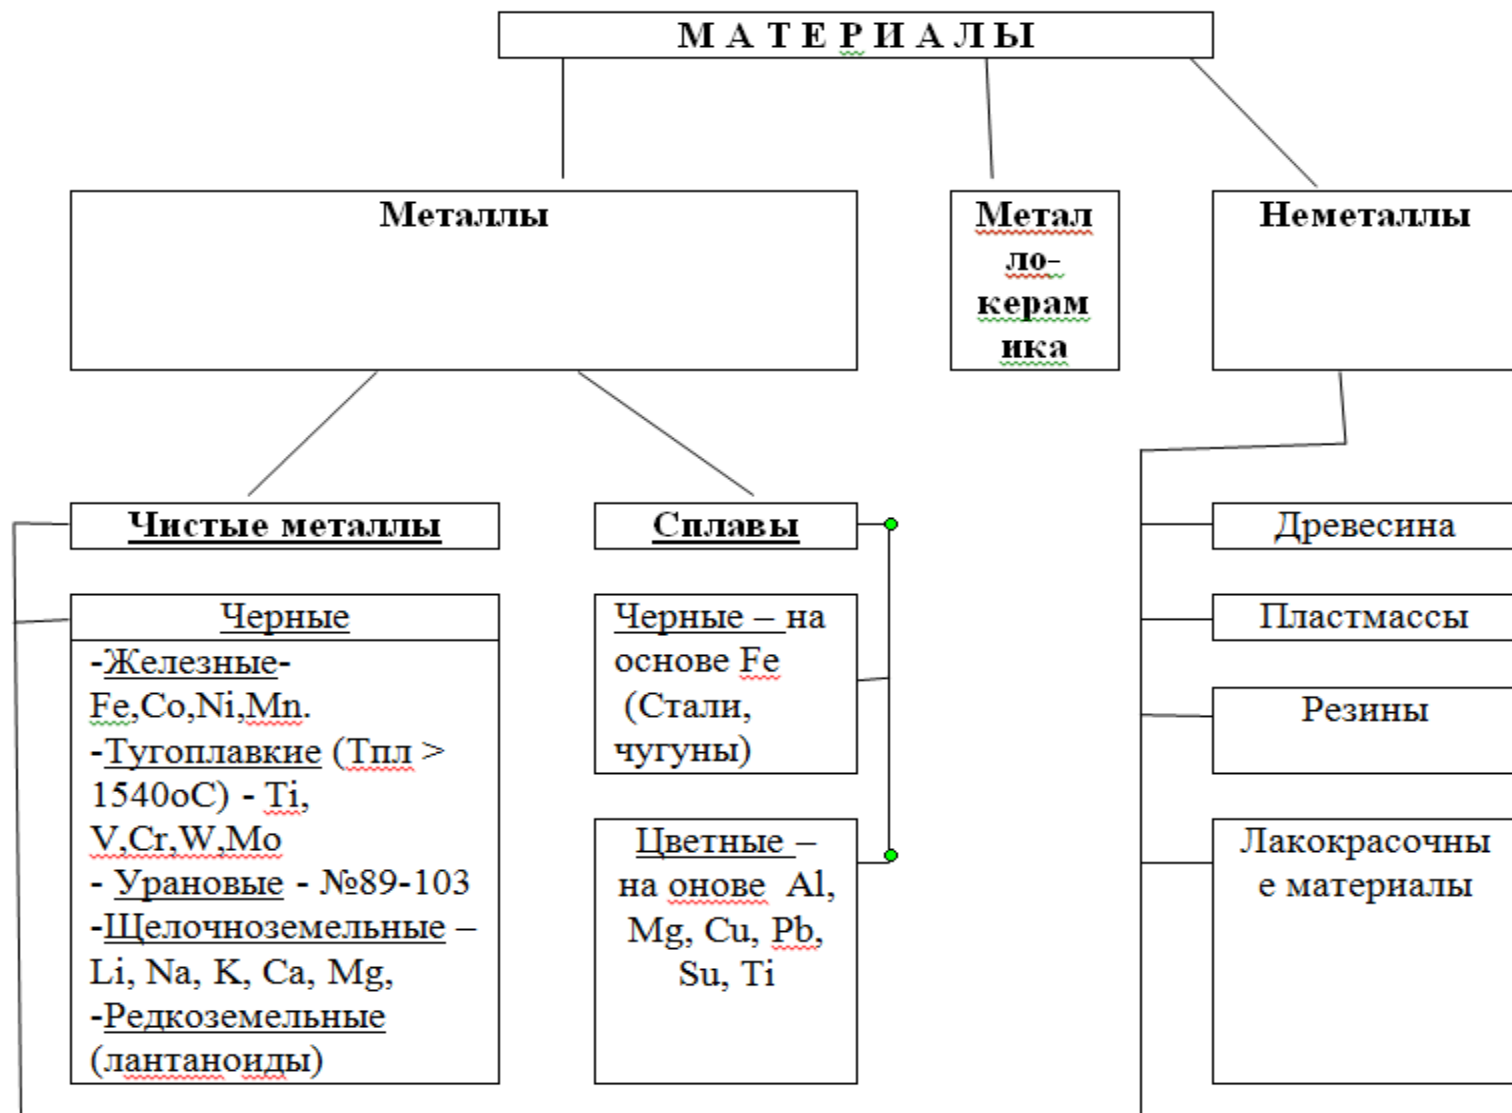 М А Т Е Р И А Л Ы
Металлы
Метал
ло-
керам
ика
Неметаллы
Чистые металлы
Сплавы
Древесина
Черные
-Железные-
Fe,Co,Ni,Mn.
-Тугоплавкие (Тпл >
1540оС) - Ti,
V,Cr,W,Mo
- Урановые - №89-103
-Щелочноземельные –
Li, Na, K, Ca, Mg,
-Редкоземельные
(лантаноиды)
Черные – на
основе Fe
(Стали,
чугуны)
Цветные –
на онове Al,
Mg, Cu, Pb,
Su, Ti
Пластмассы
Резины
Лакокрасочны
е материалы